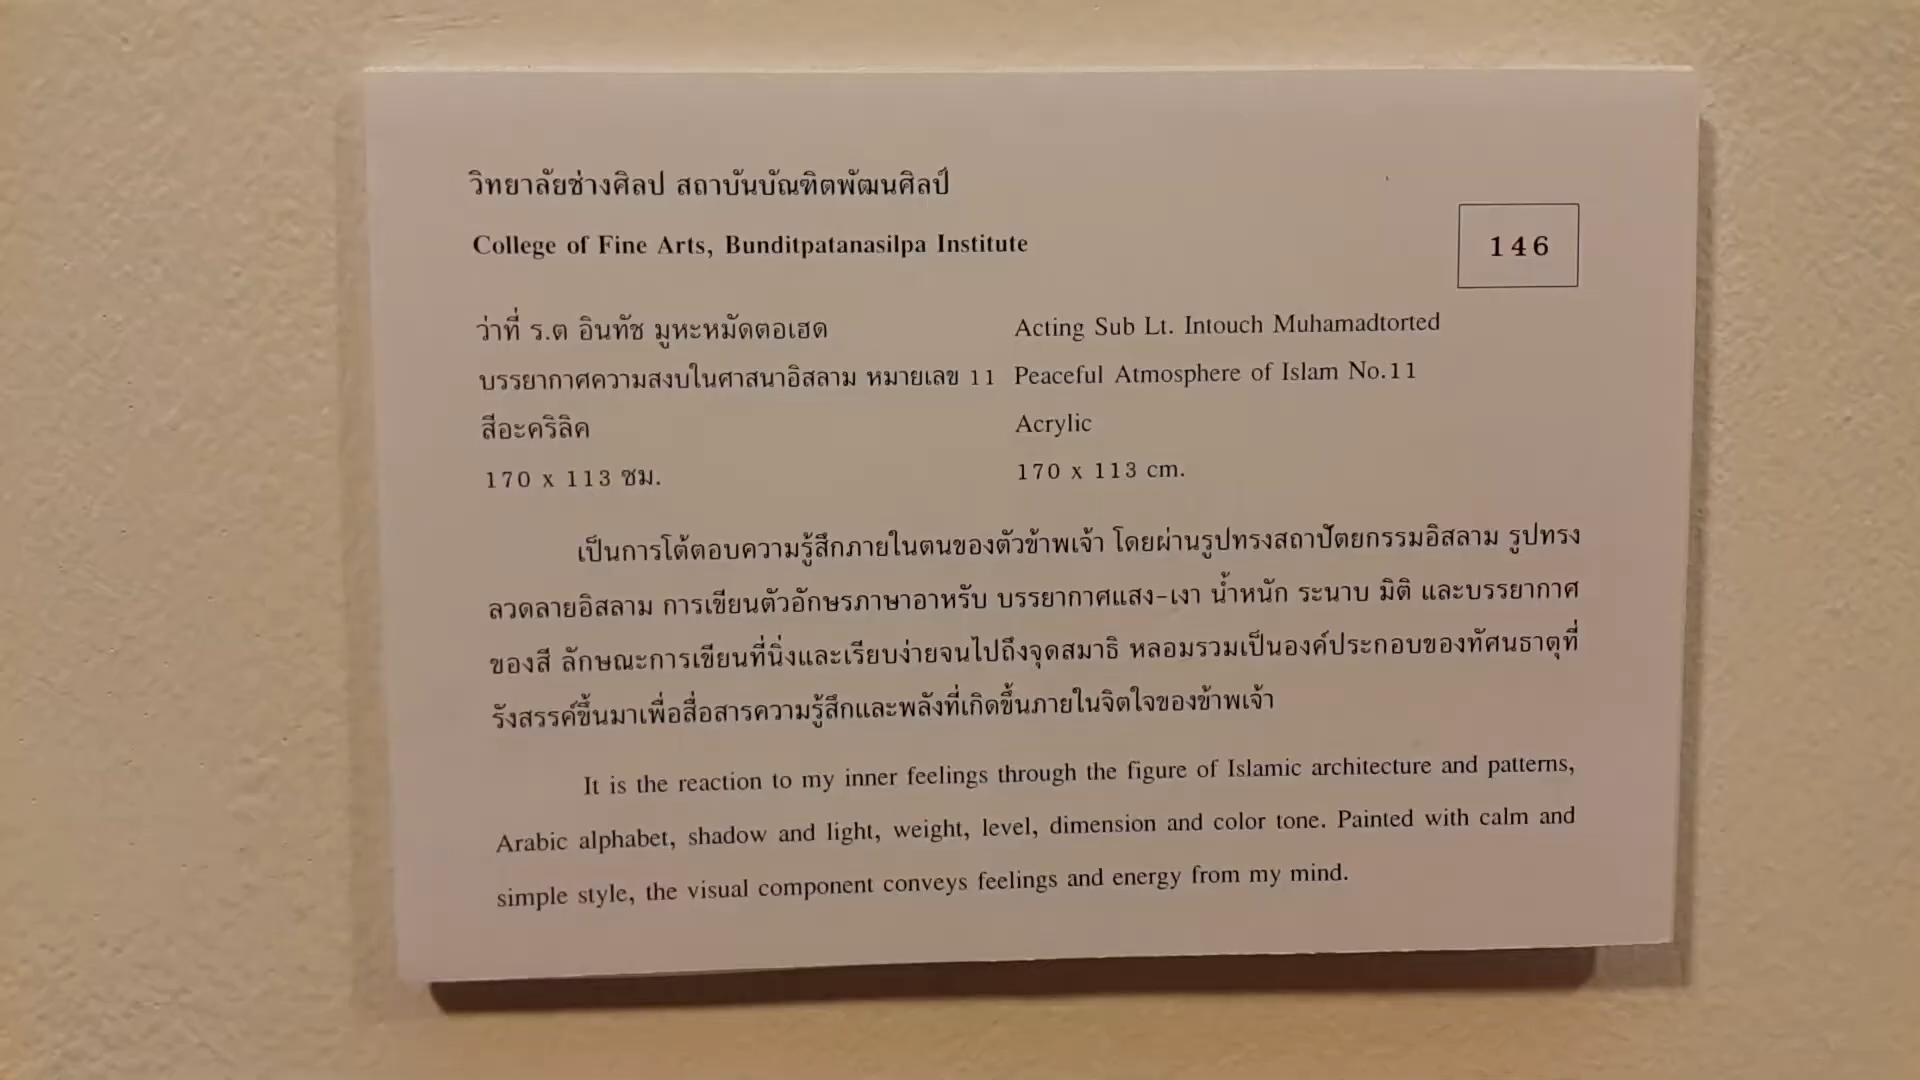 วิทยาลัยช่างศิลป สถาบันบัณฑิตพัฒนศิลป์
College of Fine Arts, Bunditpatanasilpa Institute
146
ว่าที่ ร.ต อินทัช มูหะหมัดตอเฮด
Acting Sub Lt. Intouch Muhamadtorted
บรรยากาศความสงบในศาสนาอิสลาม หมายเลข 11
Peaceful Atmosphere of Islam No.11
สีอะคริลิค
Acrylic
170 x 113 ซม.
170 x 113 cm.
เป็นการโต้ตอบความรู้สึกภายในตนของตัวข้าพเจ้า โดยผ่านรูปทรงสถาปัตยกรรมอิสลาม รูปทรง
ลวดลายอิสลาม การเขียนตัวอักษรภาษาอาหรับ บรรยากาศแสง-เงา น้ำหนัก ระนาบ มิติ และบรรยากาศ
ของสี ลักษณะการเขียนที่นิ่งและเรียบง่ายจนไปถึงจุดสมาธิ หลอมรวมเป็นองค์ประกอบของทัศนธาตุที่
รังสรรค์ขึ้นมาเพื่อสื่อสารความรู้สึกและพลังที่เกิดขึ้นภายในจิตใจของข้าพเจ้า
It is the reaction to my inner feelings through the figure of Islamic architecture and patterns,
Arabic alphabet, shadow and light, weight, level, dimension and color tone. Painted with calm and
simple style, the visual component conveys feelings and energy from my mind.